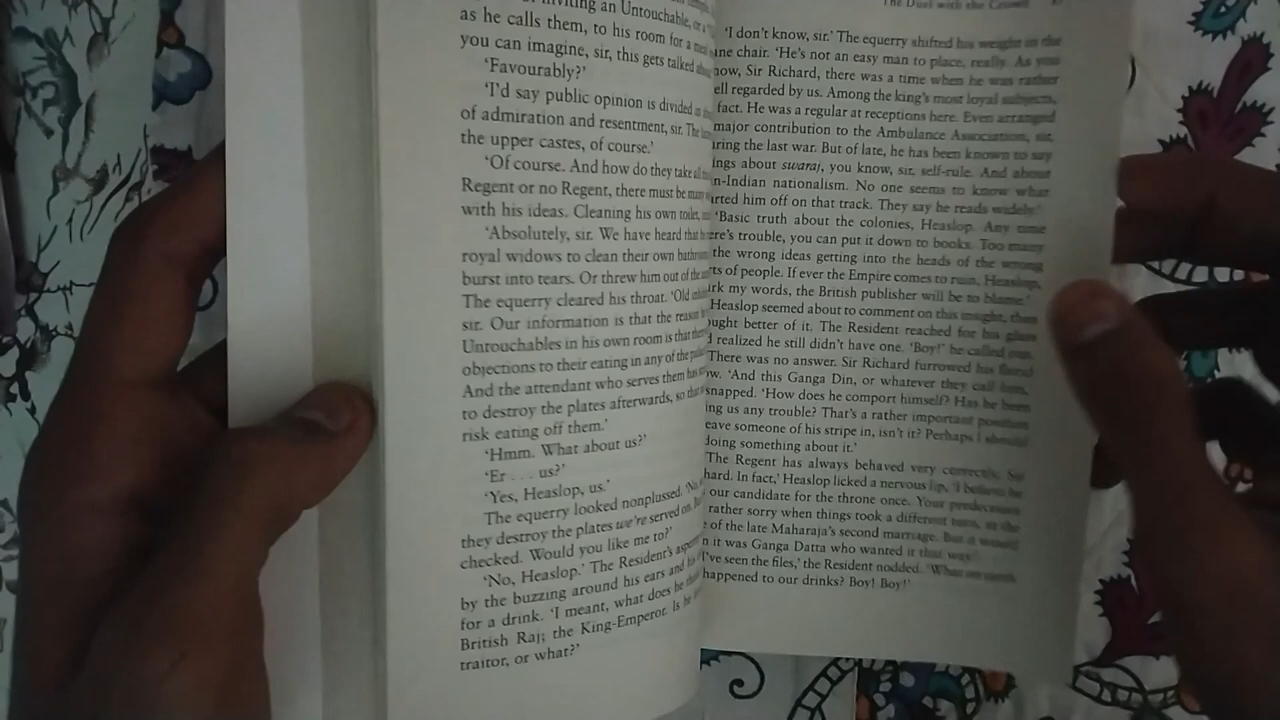 inviting an Untouchable, or a
as he calls them, to his room for a meal
you can imagine, sir, this gets talked about
'Favourably?'
'I'd say public opinion is divided
of admiration and resentment, sir. The
the upper castes, of course.'
'Of course. And how do they take all
Regent or no Regent, there must be many
with his ideas. Cleaning his own toilet,
'Absolutely, sir. We have heard that he
royal widows to clean their own bathrooms
burst into tears. Or threw him out of the
The equerry cleared his throat. 'Old
sir. Our information is that the reason
Untouchables in his own room is that there
objections to their eating in any of the
And the attendant who serves them has
to destroy the plates afterwards, so that
risk eating off them.'
'Hmm. What about us?'
'Er . . . us?'
'Yes, Heaslop, us.'
The equerry looked nonplussed. 'No,
they destroy the plates we're served on.
checked. Would you like me to?'
'No, Heaslop.' The Resident's
by the buzzing around his ears and
for a drink. 'I meant, what does he
British Raj; the King-Emperor. Is he
traitor, or what?'
The Duel with the Crown
'I don't know, sir.' The equerry shifted his weight in the
ane chair. 'He's not an easy man to place, really. As you
now, Sir Richard, there was a time when he was rather
ell regarded by us. Among the king's most loyal subjects,
fact. He was a regular at receptions here. Even arranged
major contribution to the Ambulance Association, sir,
uring the last war. But of late, he has been known to say
ings about swaraj, you know, sir, self-rule. And about
n-Indian nationalism. No one seems to know what
arted him off on that track. They say he reads widely.'
'Basic truth about the colonies, Heaslop. Any time
ere's trouble, you can put it down to books. Too many
the wrong ideas getting into the heads of the wrong
ts of people. If ever the Empire comes to ruin, Heaslop,
rk my words, the British publisher will be to blame.'
Heaslop seemed about to comment on this insight, then
ught better of it. The Resident reached for his glass
d realized he still didn't have one. 'Boy!' he called out.
There was no answer. Sir Richard furrowed his florid
w. 'And this Ganga Din, or whatever they call him,
snapped. 'How does he comport himself? Has he been
ing us any trouble? That's a rather important position
eave someone of his stripe in, isn't it? Perhaps I should
doing something about it.'
'The Regent has always behaved very correctly, Sir
hard. In fact,' Heaslop licked a nervous lip, 'I believe he
our candidate for the throne once. Your predecessor
rather sorry when things took a different turn, at the
e of the late Maharaja's second marriage. But it would
n it was Ganga Datta who wanted it that way.'
'I've seen the files,' the Resident nodded. 'What on earth
happened to our drinks? Boy! Boy!'